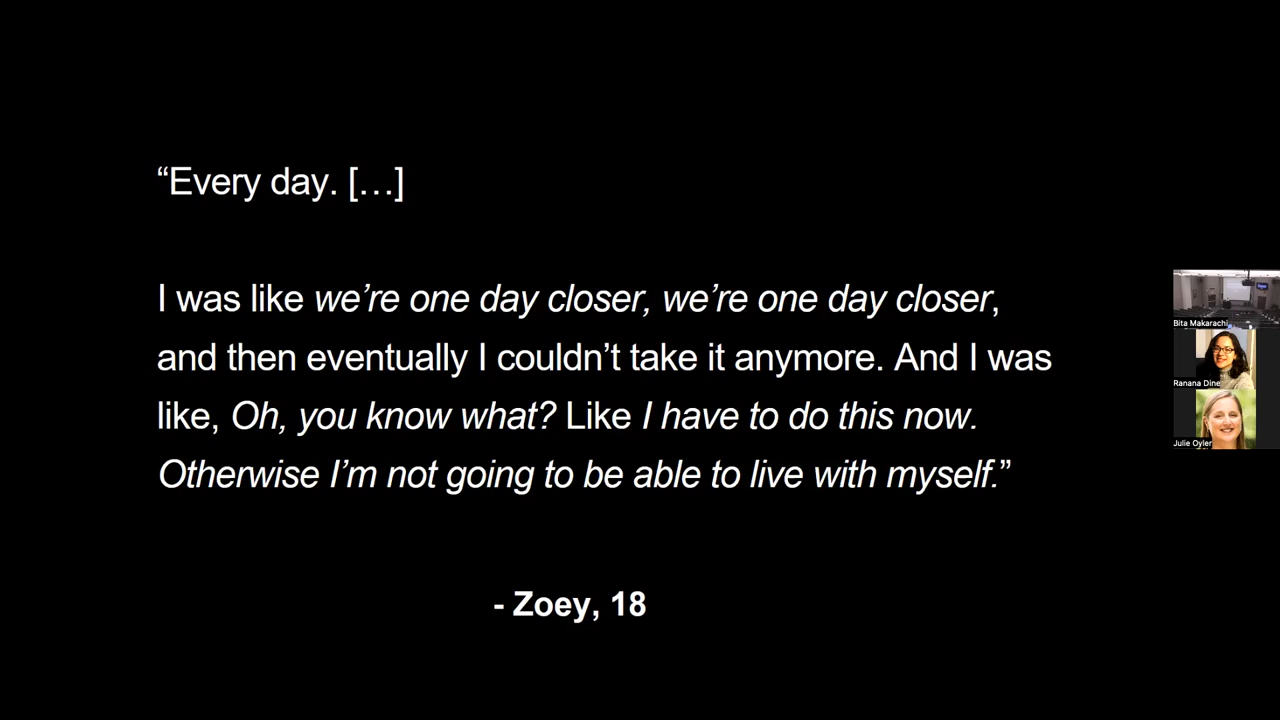 “Every day. […]
I was like we’re one day closer, we’re one day closer,
and then eventually I couldn’t take it anymore. And I was
like, Oh, you know what? Like I have to do this now.
Otherwise I’m not going to be able to live with myself.”
- Zoey, 18
Bita Makarachi
Ranana Dine
Julie Oyler